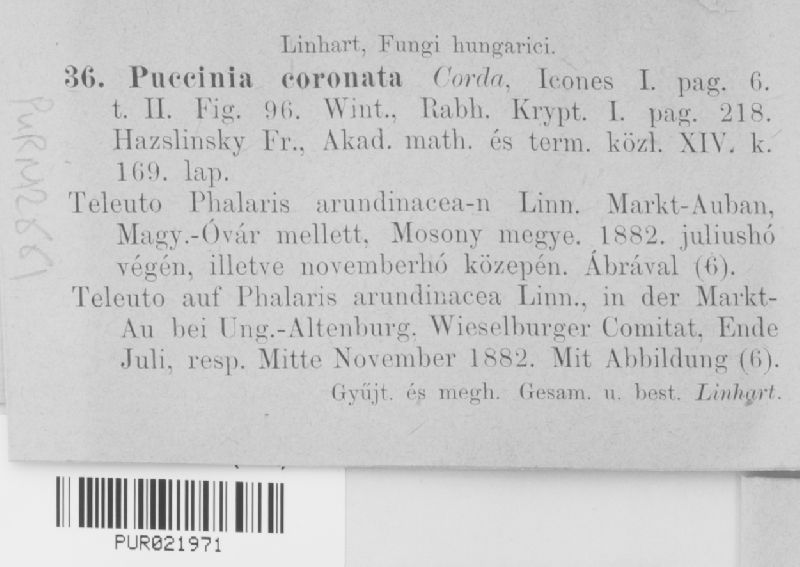 Linhart, Fungi hungarici.
36. Puccinia coronata Corda, Icones I. pag. 6.
t. II. Fig. 96. Wint., Rabh. Krypt. I. pag. 218.
Hazslinsky Fr., Akad. math. és term. közl. XIV. k.
169. lap.
Teleuto Phalaris arundinacea-n Linn. Markt-Auban,
Magy.-Óvár mellett, Mosony megye. 1882. juliushó
végén, illetve novemberhó közepén. Ábrával (6).
Teleuto auf Phalaris arundinacea Linn., in der Markt-
Au bei Ung.-Altenburg. Wieselburger Comitat, Ende
Juli, resp. Mitte November 1882. Mit Abbildung (6).
Gyűjt. és megh. Gesam. u. best. Linhart.
PUR021971